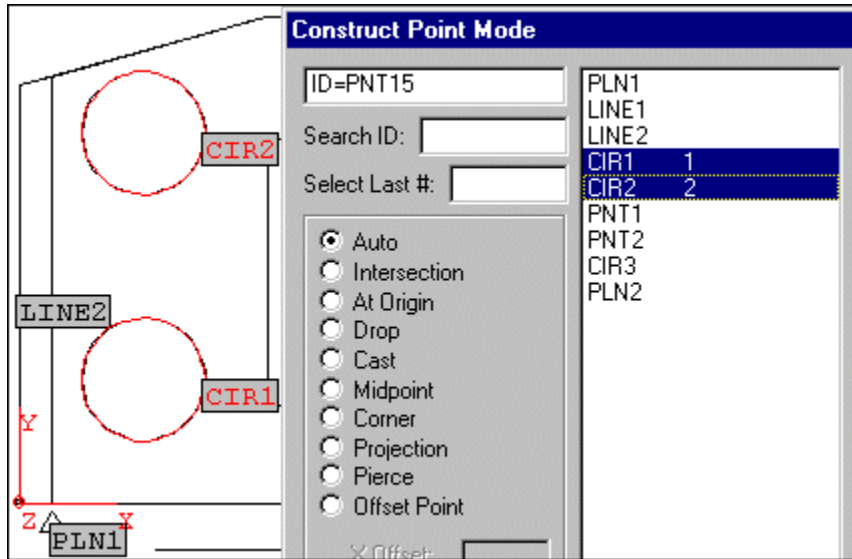 Construct Point Mode
ID=PNT15
Search ID:
Select Last #:
Auto
Intersection
At Origin
Drop
Cast
Midpoint
Corner
Projection
Pierce
Offset Point
X Offset:
PLN1
LINE1
LINE2
CIR1 1
CIR2 2
PNT1
PNT2
CIR3
PLN2
CIR2
LINE2
CIR1
Y
Z
X
PLN1